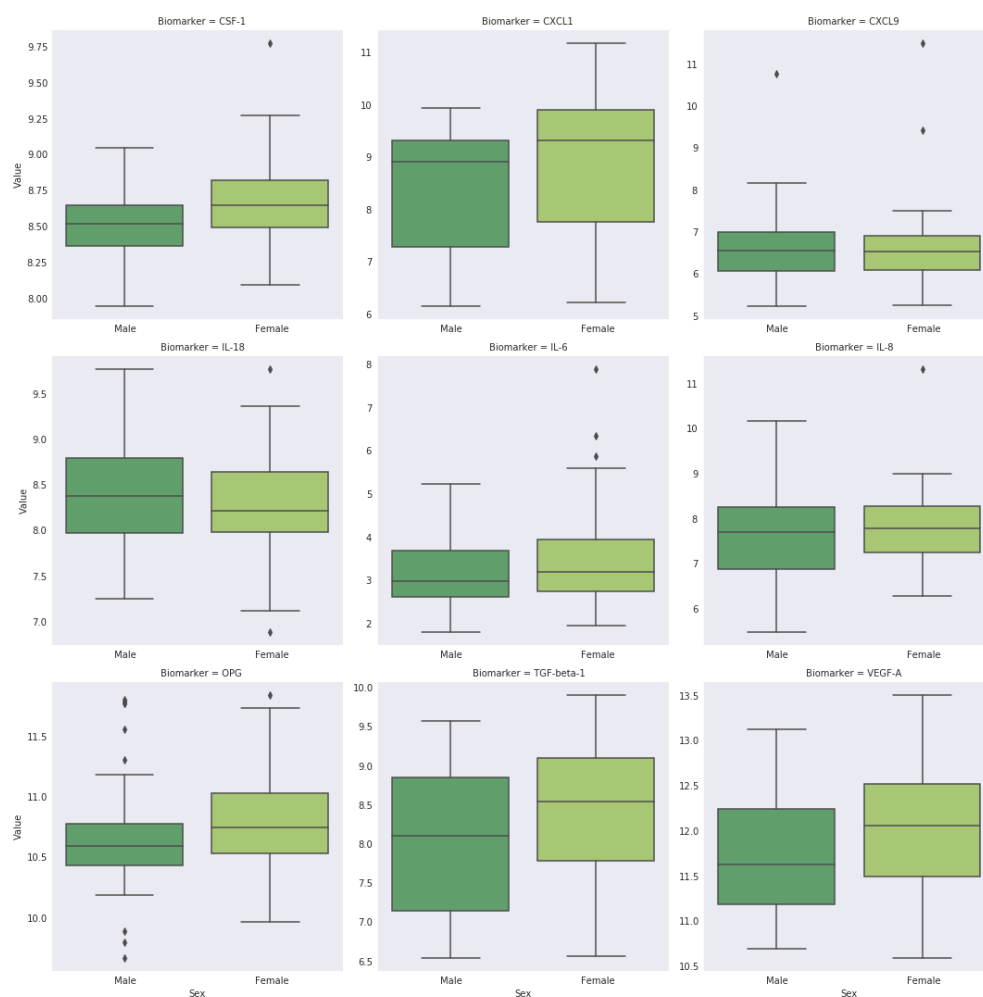 Biomarker = CSF-1
Biomarker = CXCL1
Biomarker = CXCL9
Value
9.75
9.50
9.25
9.00
8.75
8.50
8.25
8.00
Male
Female
11
10
9
8
7
6
Male
Female
11
10
9
8
7
6
5
Male
Female
Biomarker = IL-18
Biomarker = IL-6
Biomarker = IL-8
Value
9.5
9.0
8.5
8.0
7.5
7.0
Male
Female
8
7
6
5
4
3
2
Male
Female
11
10
9
8
7
6
Male
Female
Biomarker = OPG
Biomarker = TGF-beta-1
Biomarker = VEGF-A
Value
11.5
11.0
10.5
10.0
Male
Female
Sex
10.0
9.5
9.0
8.5
8.0
7.5
7.0
6.5
Male
Female
Sex
13.5
13.0
12.5
12.0
11.5
11.0
10.5
Male
Female
Sex